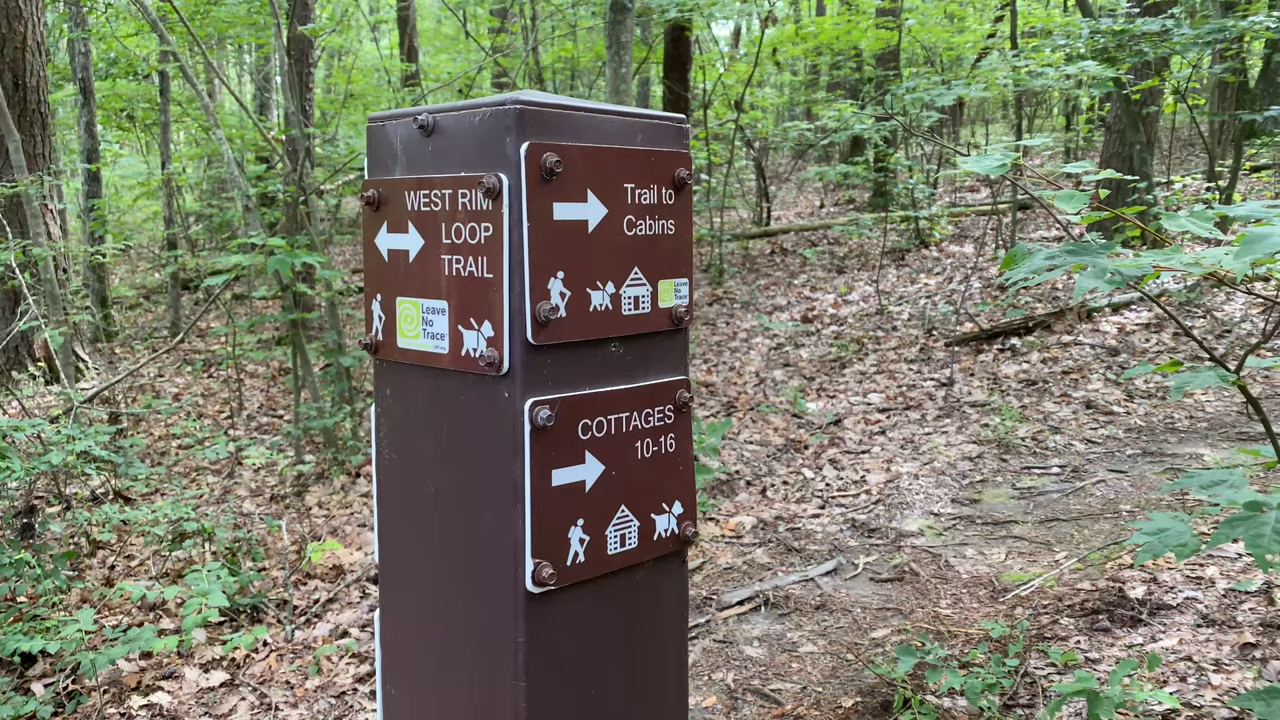 WEST RIM
LOOP
TRAIL
Leave
No
Trace
Trail to
Cabins
Leave
No
Trace
COTTAGES
10-16